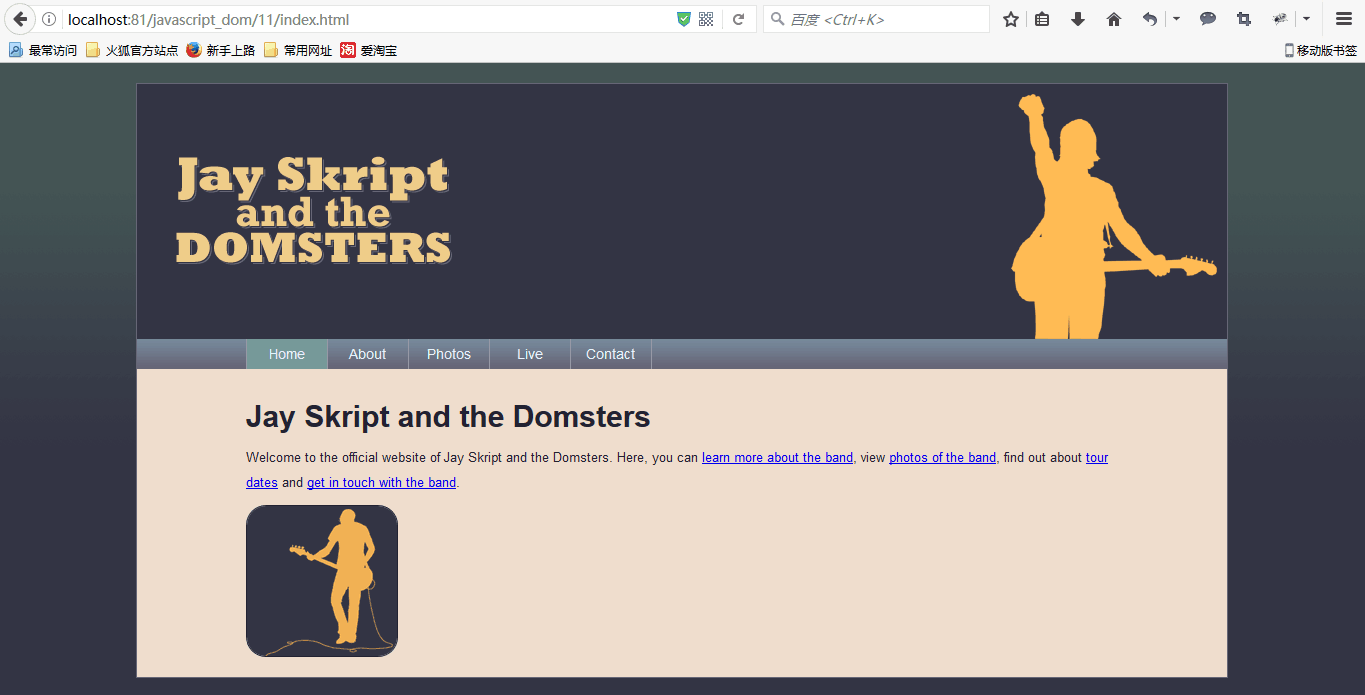 localhost:81/javascript_dom/11/index.html
百度 <Ctrl+K>
最常访问 火狐官方站点 新手上路 常用网址 淘 爱淘宝 移动版书签
Jay Skript
and the
DOMSTERS
Home About Photos Live Contact
Jay Skript and the Domsters
Welcome to the official website of Jay Skript and the Domsters. Here, you can learn more about the band, view photos of the band, find out about tour
dates and get in touch with the band.